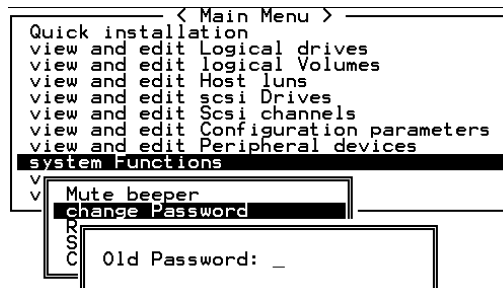 < Main Menu >
Quick installation
view and edit Logical drives
view and edit logical Volumes
view and edit Host luns
view and edit scsi Drives
view and edit Scsi channels
view and edit Configuration parameters
view and edit Peripheral devices
system Functions
v
v
Mute beeper
change Password
R
S
C
Old Password: _